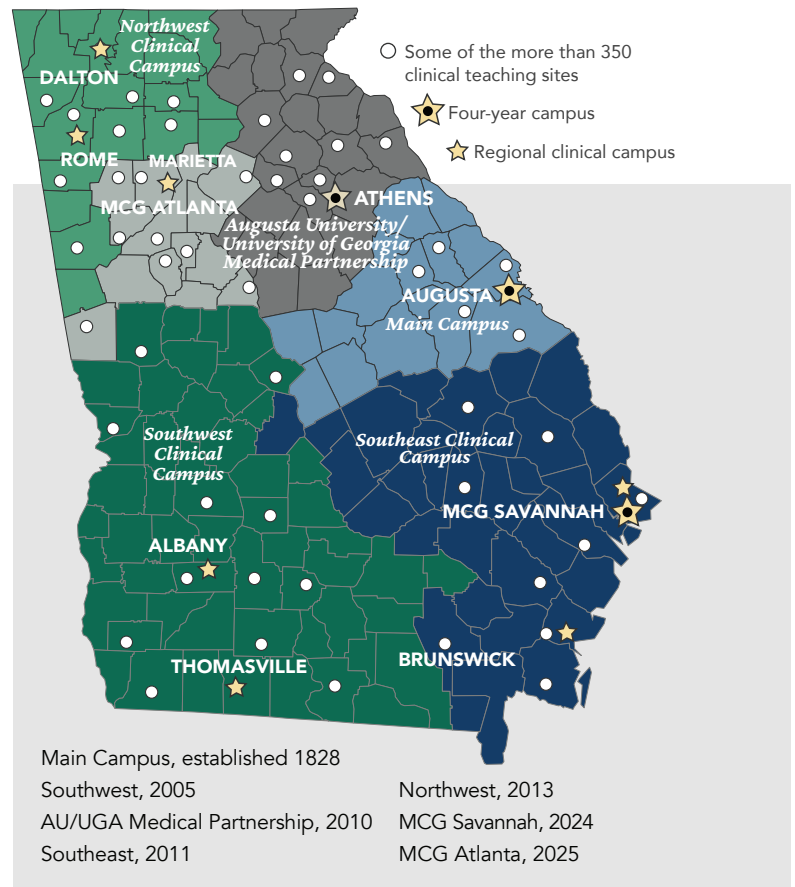 Northwest
Clinical
Campus
DALTON
Some of the more than 350
clinical teaching sites
Four-year campus
Regional clinical campus
ROME
MARIETTA
MCG ATLANTA
ATHENS
Augusta University/
University of Georgia
Medical Partnership
AUGUSTA
Main Campus
Southwest
Clinical
Campus
Southeast Clinical
Campus
MCG SAVANNAH
ALBANY
BRUNSWICK
THOMASVILLE
Main Campus, established 1828
Southwest, 2005
AU/UGA Medical Partnership, 2010
Southeast, 2011
Northwest, 2013
MCG Savannah, 2024
MCG Atlanta, 2025